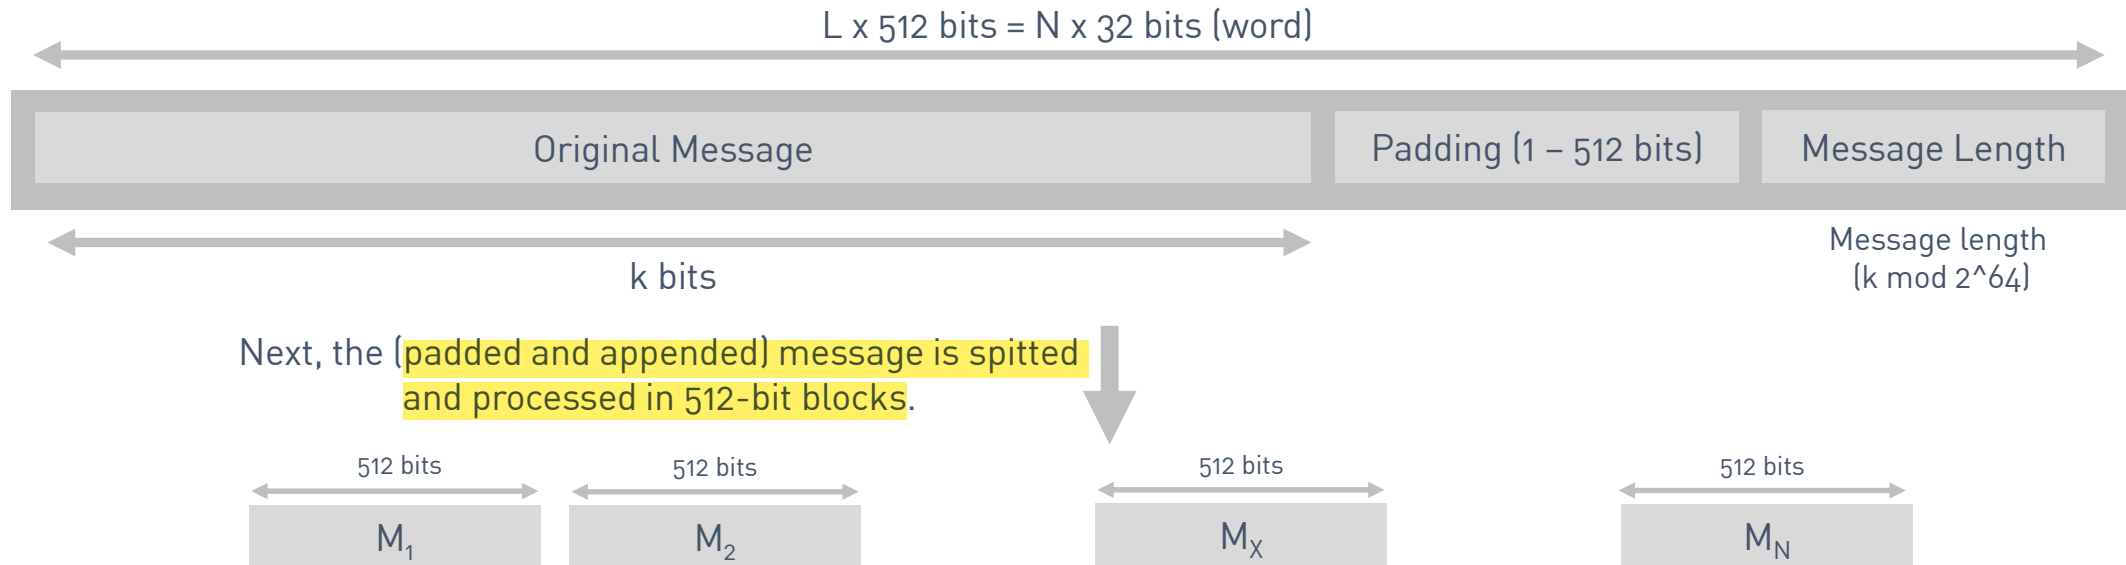 L x 512 bits = N x 32 bits (word)
Original Message
Padding (1 – 512 bits)
Message Length
k bits
Message length
(k mod 2^64)
Next, the (padded and appended) message is spitted
and processed in 512-bit blocks.
512 bits
512 bits
512 bits
512 bits
M₁
M₂
Mₓ
M_N